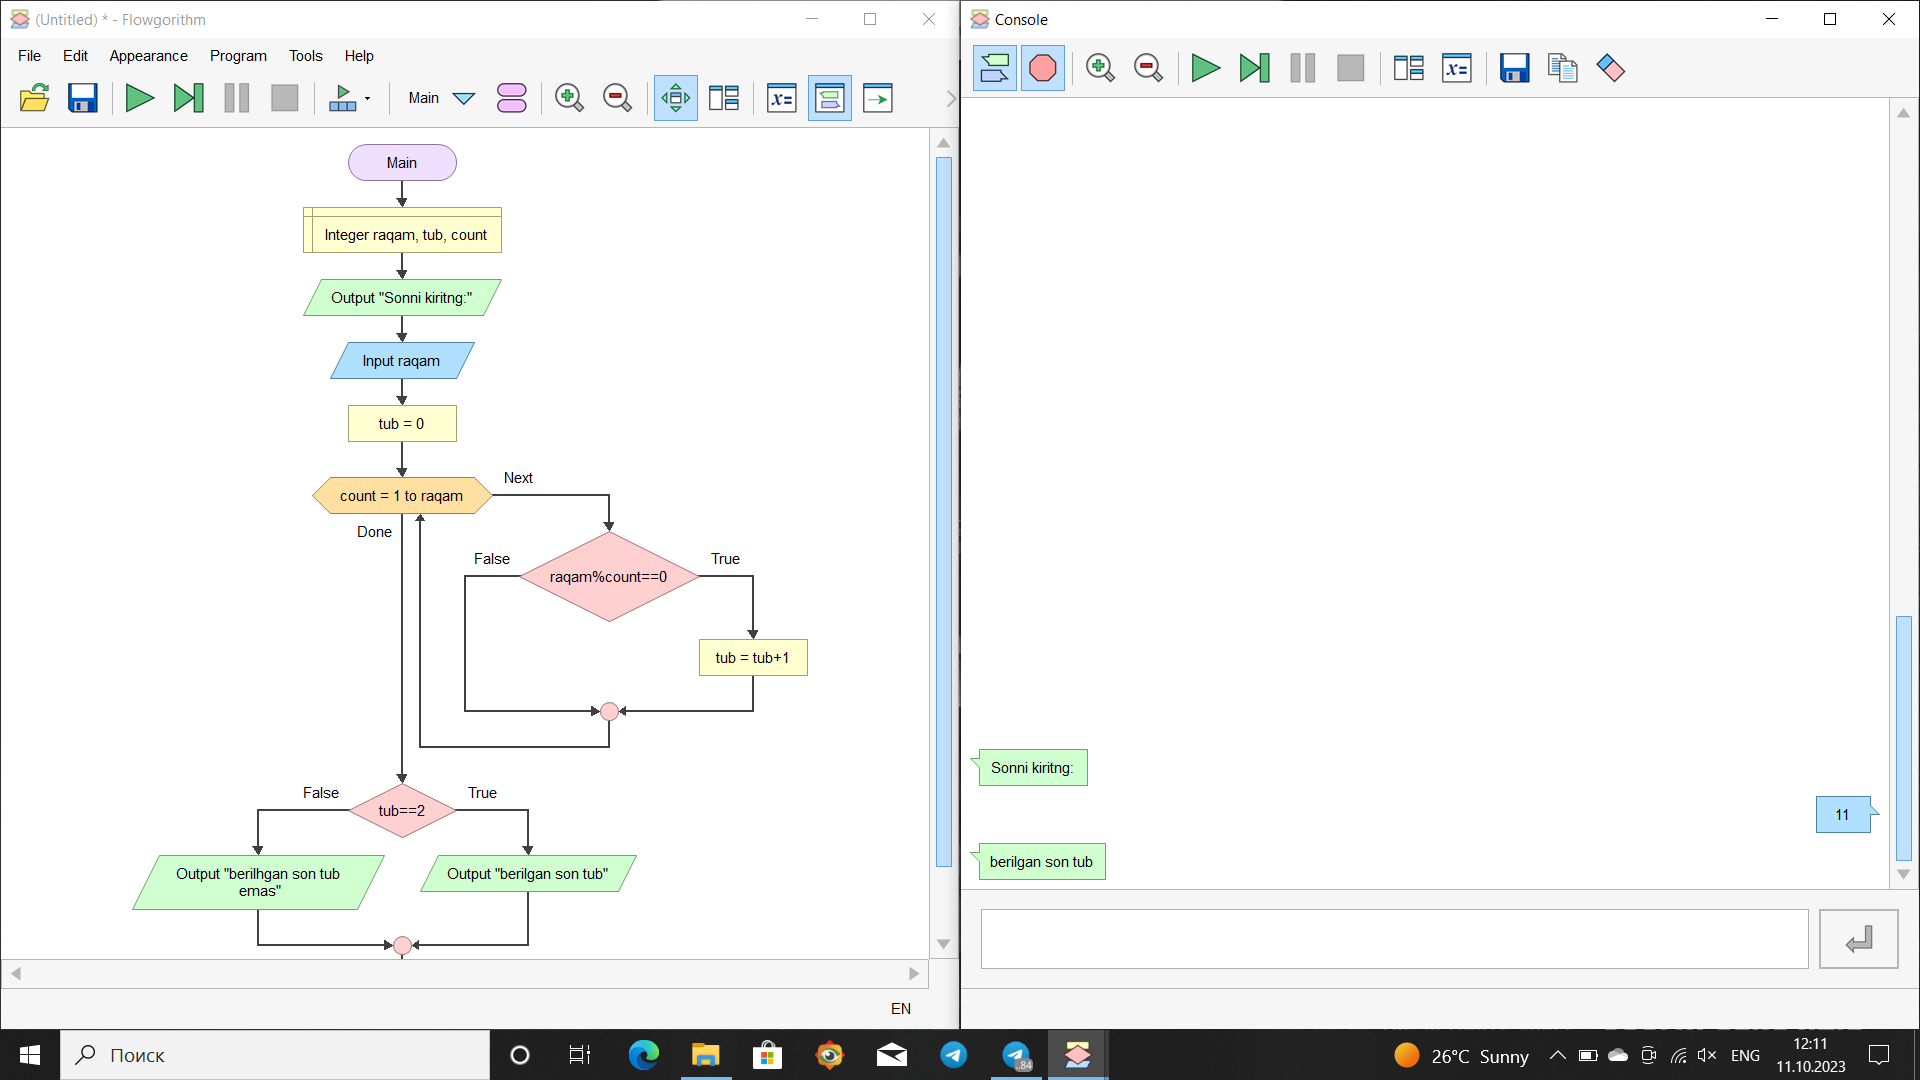 (Untitled) * - Flowgorithm
File Edit Appearance Program Tools Help
Main
Main
Integer raqam, tub, count
Output "Sonni kiritng:"
Input raqam
tub = 0
count = 1 to raqam
Next
Done
False
True
raqam%count==0
tub = tub+1
False
True
tub==2
Output "berilhgan son tub
emas"
Output "berilgan son tub"
EN
Console
x=
x=
Sonni kiritng:
11
berilgan son tub
Поиск
..84
26°C Sunny
ENG
12:11
11.10.2023